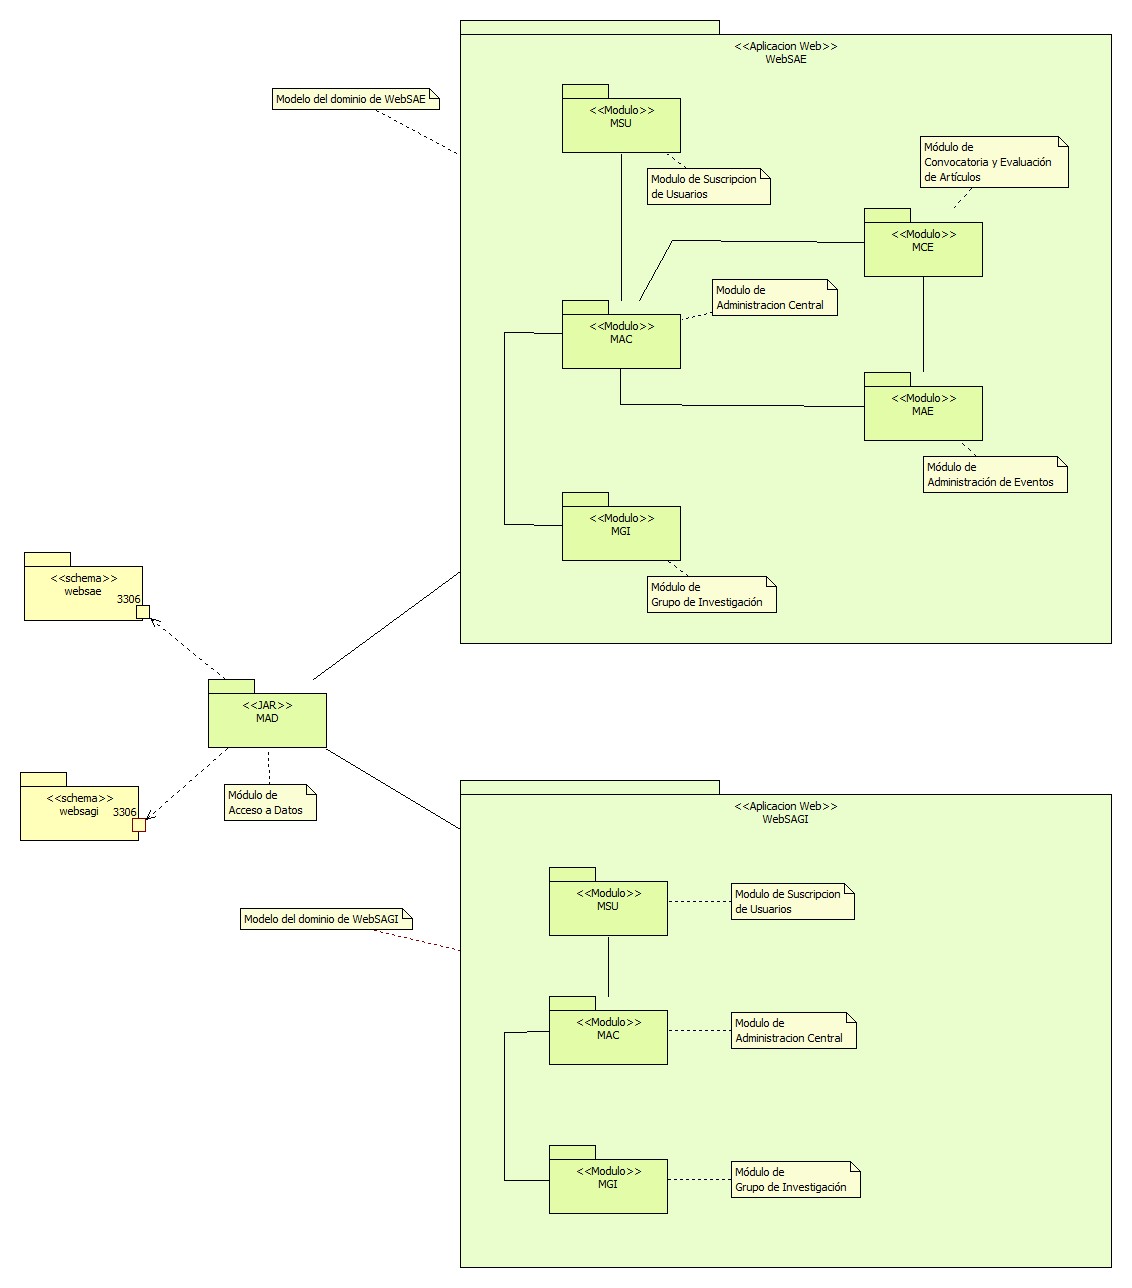 <<Aplicacion Web>>
WebSAE
Modelo del dominio de WebSAE
<<Modulo>>
MSU
Modulo de Suscripcion
de Usuarios
Módulo de
Convocatoria y Evaluación
de Artículos
<<Modulo>>
MCE
Modulo de
Administracion Central
<<Modulo>>
MAC
<<Modulo>>
MAE
Módulo de
Administración de Eventos
<<Modulo>>
MGI
Módulo de
Grupo de Investigación
<<schema>>
websae
3306
<<JAR>>
MAD
Módulo de
Acceso a Datos
<<schema>>
websagi
3306
<<Aplicacion Web>>
WebSAGI
Modelo del dominio de WebSAGI
<<Modulo>>
MSU
Modulo de Suscripcion
de Usuarios
<<Modulo>>
MAC
Modulo de
Administracion Central
<<Modulo>>
MGI
Módulo de
Grupo de Investigación